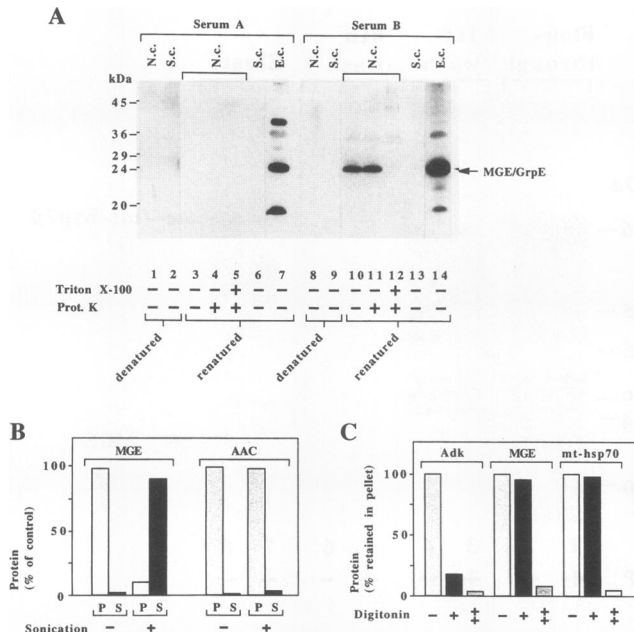 A
Serum A Serum B
N.c. S.c. N.c. S.c. E.c. N.c. S.c. N.c. S.c. E.c.
kDa
45
36
29
24
20
MGE/GrpE
1 2 3 4 5 6 7 8 9 10 11 12 13 14
Triton X-100 − − − − + − − − − − − + − −
Prot. K − − − + + − − − − − + + − −
denatured renatured denatured renatured
B
MGE AAC
Protein
(% of control)
100
50
0
P S P S P S P S
Sonication − + − +
C
Adk MGE mt-hsp70
Protein
(% retained in pellet)
100
75
50
25
0
Digitonin − + ++ − + ++ − + ++